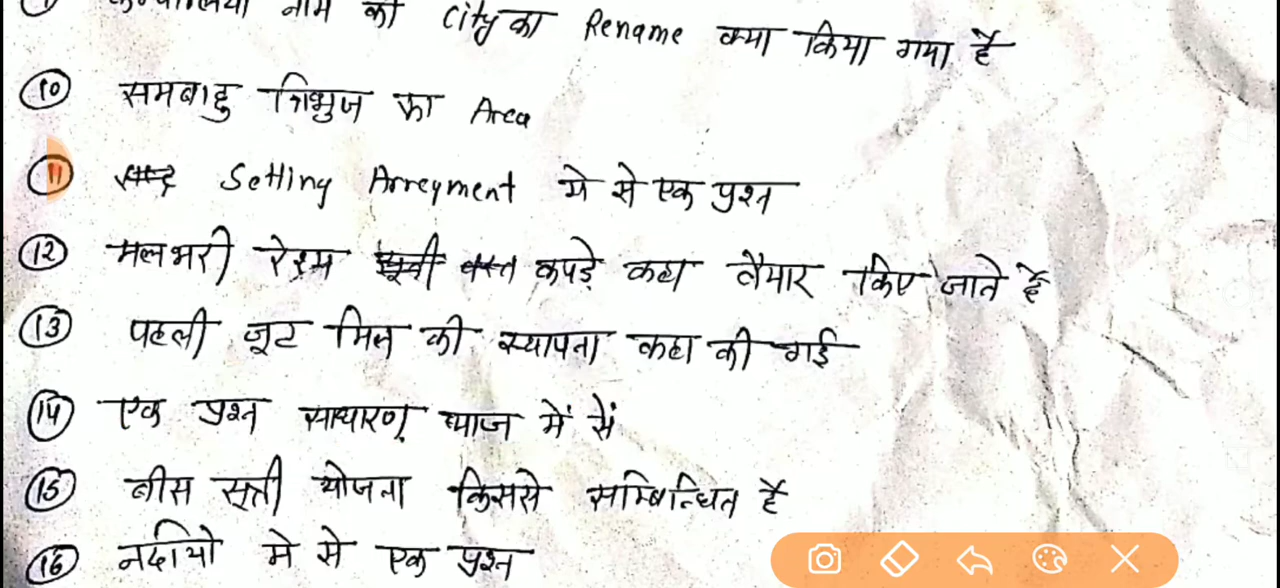 नाम की city का Rename क्या किया गया है
(10) समबाहु त्रिभुज का Area
(11) Setting Arreyment मे से एक प्रश्न
(12) मलभरी रेश्म कपड़े कहा तैयार किए जाते है
(13) पहली जूट मिल की स्थापना कहा की गई
(14) एक प्रश्न साधारण ब्याज में सें
(15) बीस सूत्री योजना किससे सम्बिन्धित है
(16) नदीयो मे से एक प्रश्न